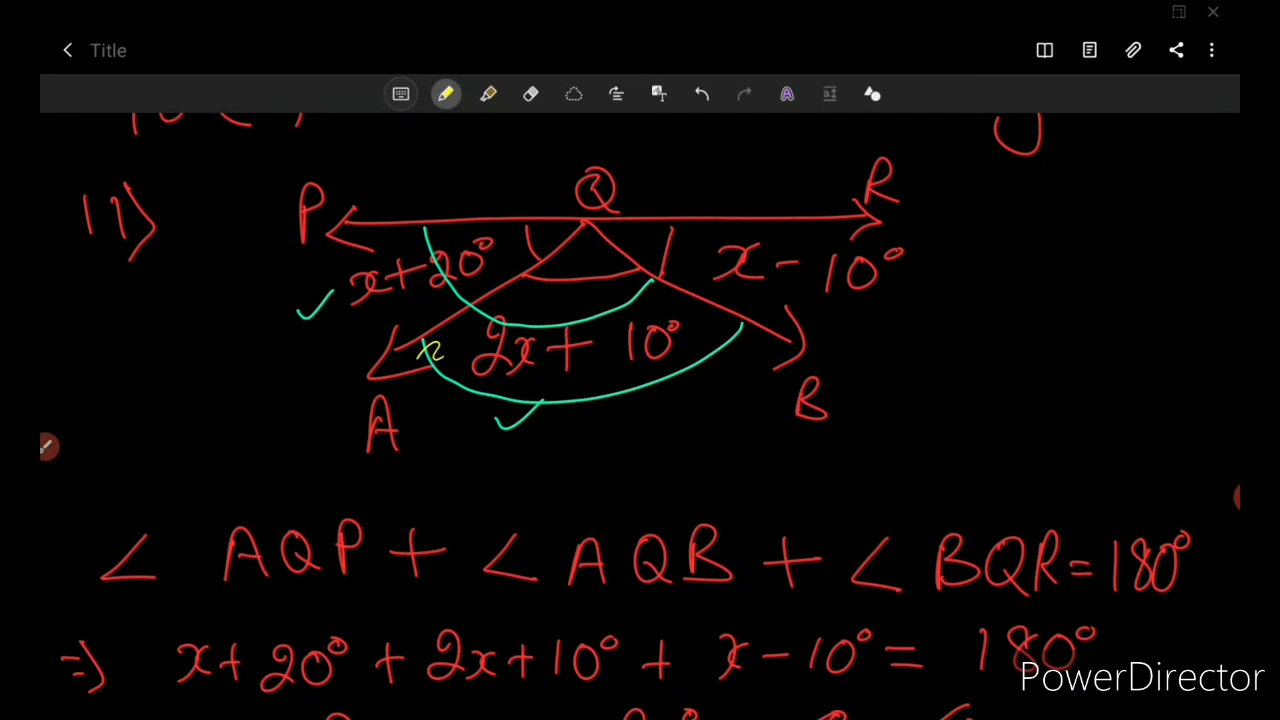 Title
11)
P Q R
x+20° x-10°
2x+10°
A B
∠AQP+∠AQB+∠BQR=180°
⇒ x+20°+2x+10°+x-10°=180°
PowerDirector